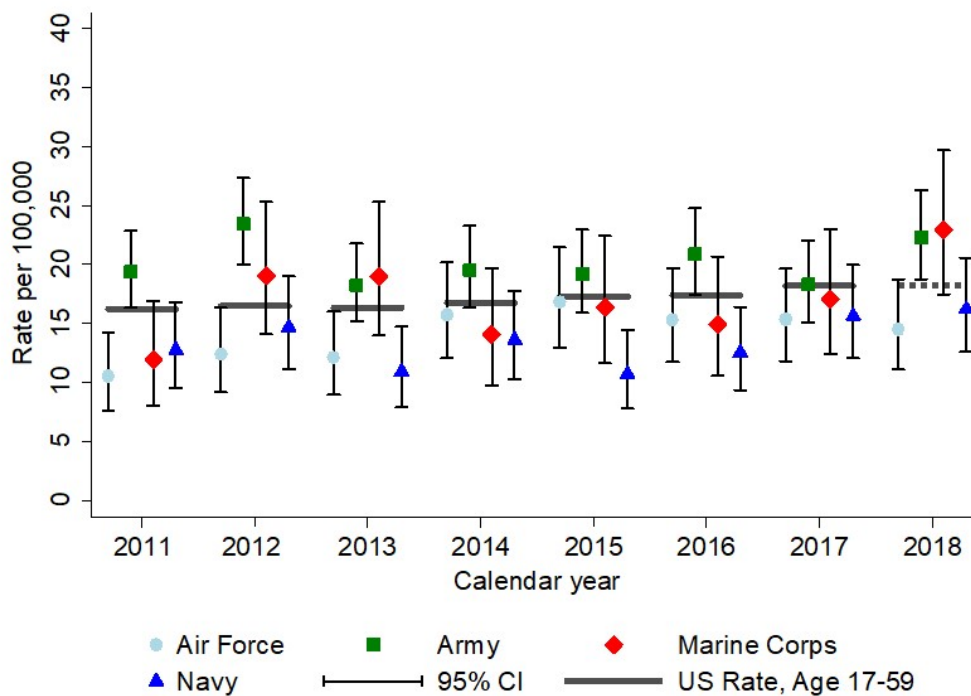 Rate per 100,000
40
35
30
25
20
15
10
5
0
2011 2012 2013 2014 2015 2016 2017 2018
Calendar year
Air Force Army Marine Corps
Navy 95% CI US Rate, Age 17-59